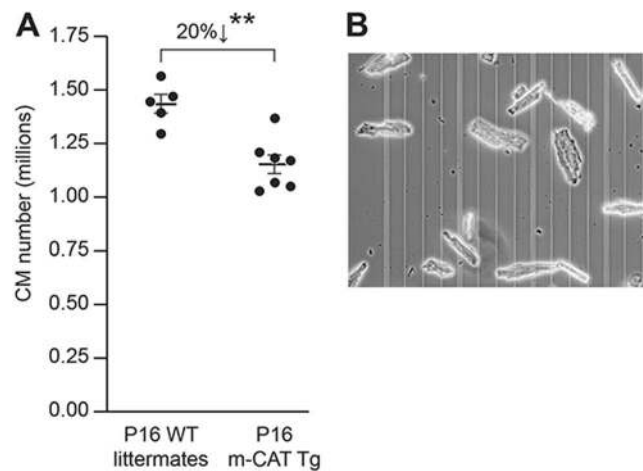 A
B
20%↓**
CM number (millions)
1.75
1.50
1.25
1.00
0.75
0.50
0.25
0.00
P16 WT
littermates
P16
m-CAT Tg